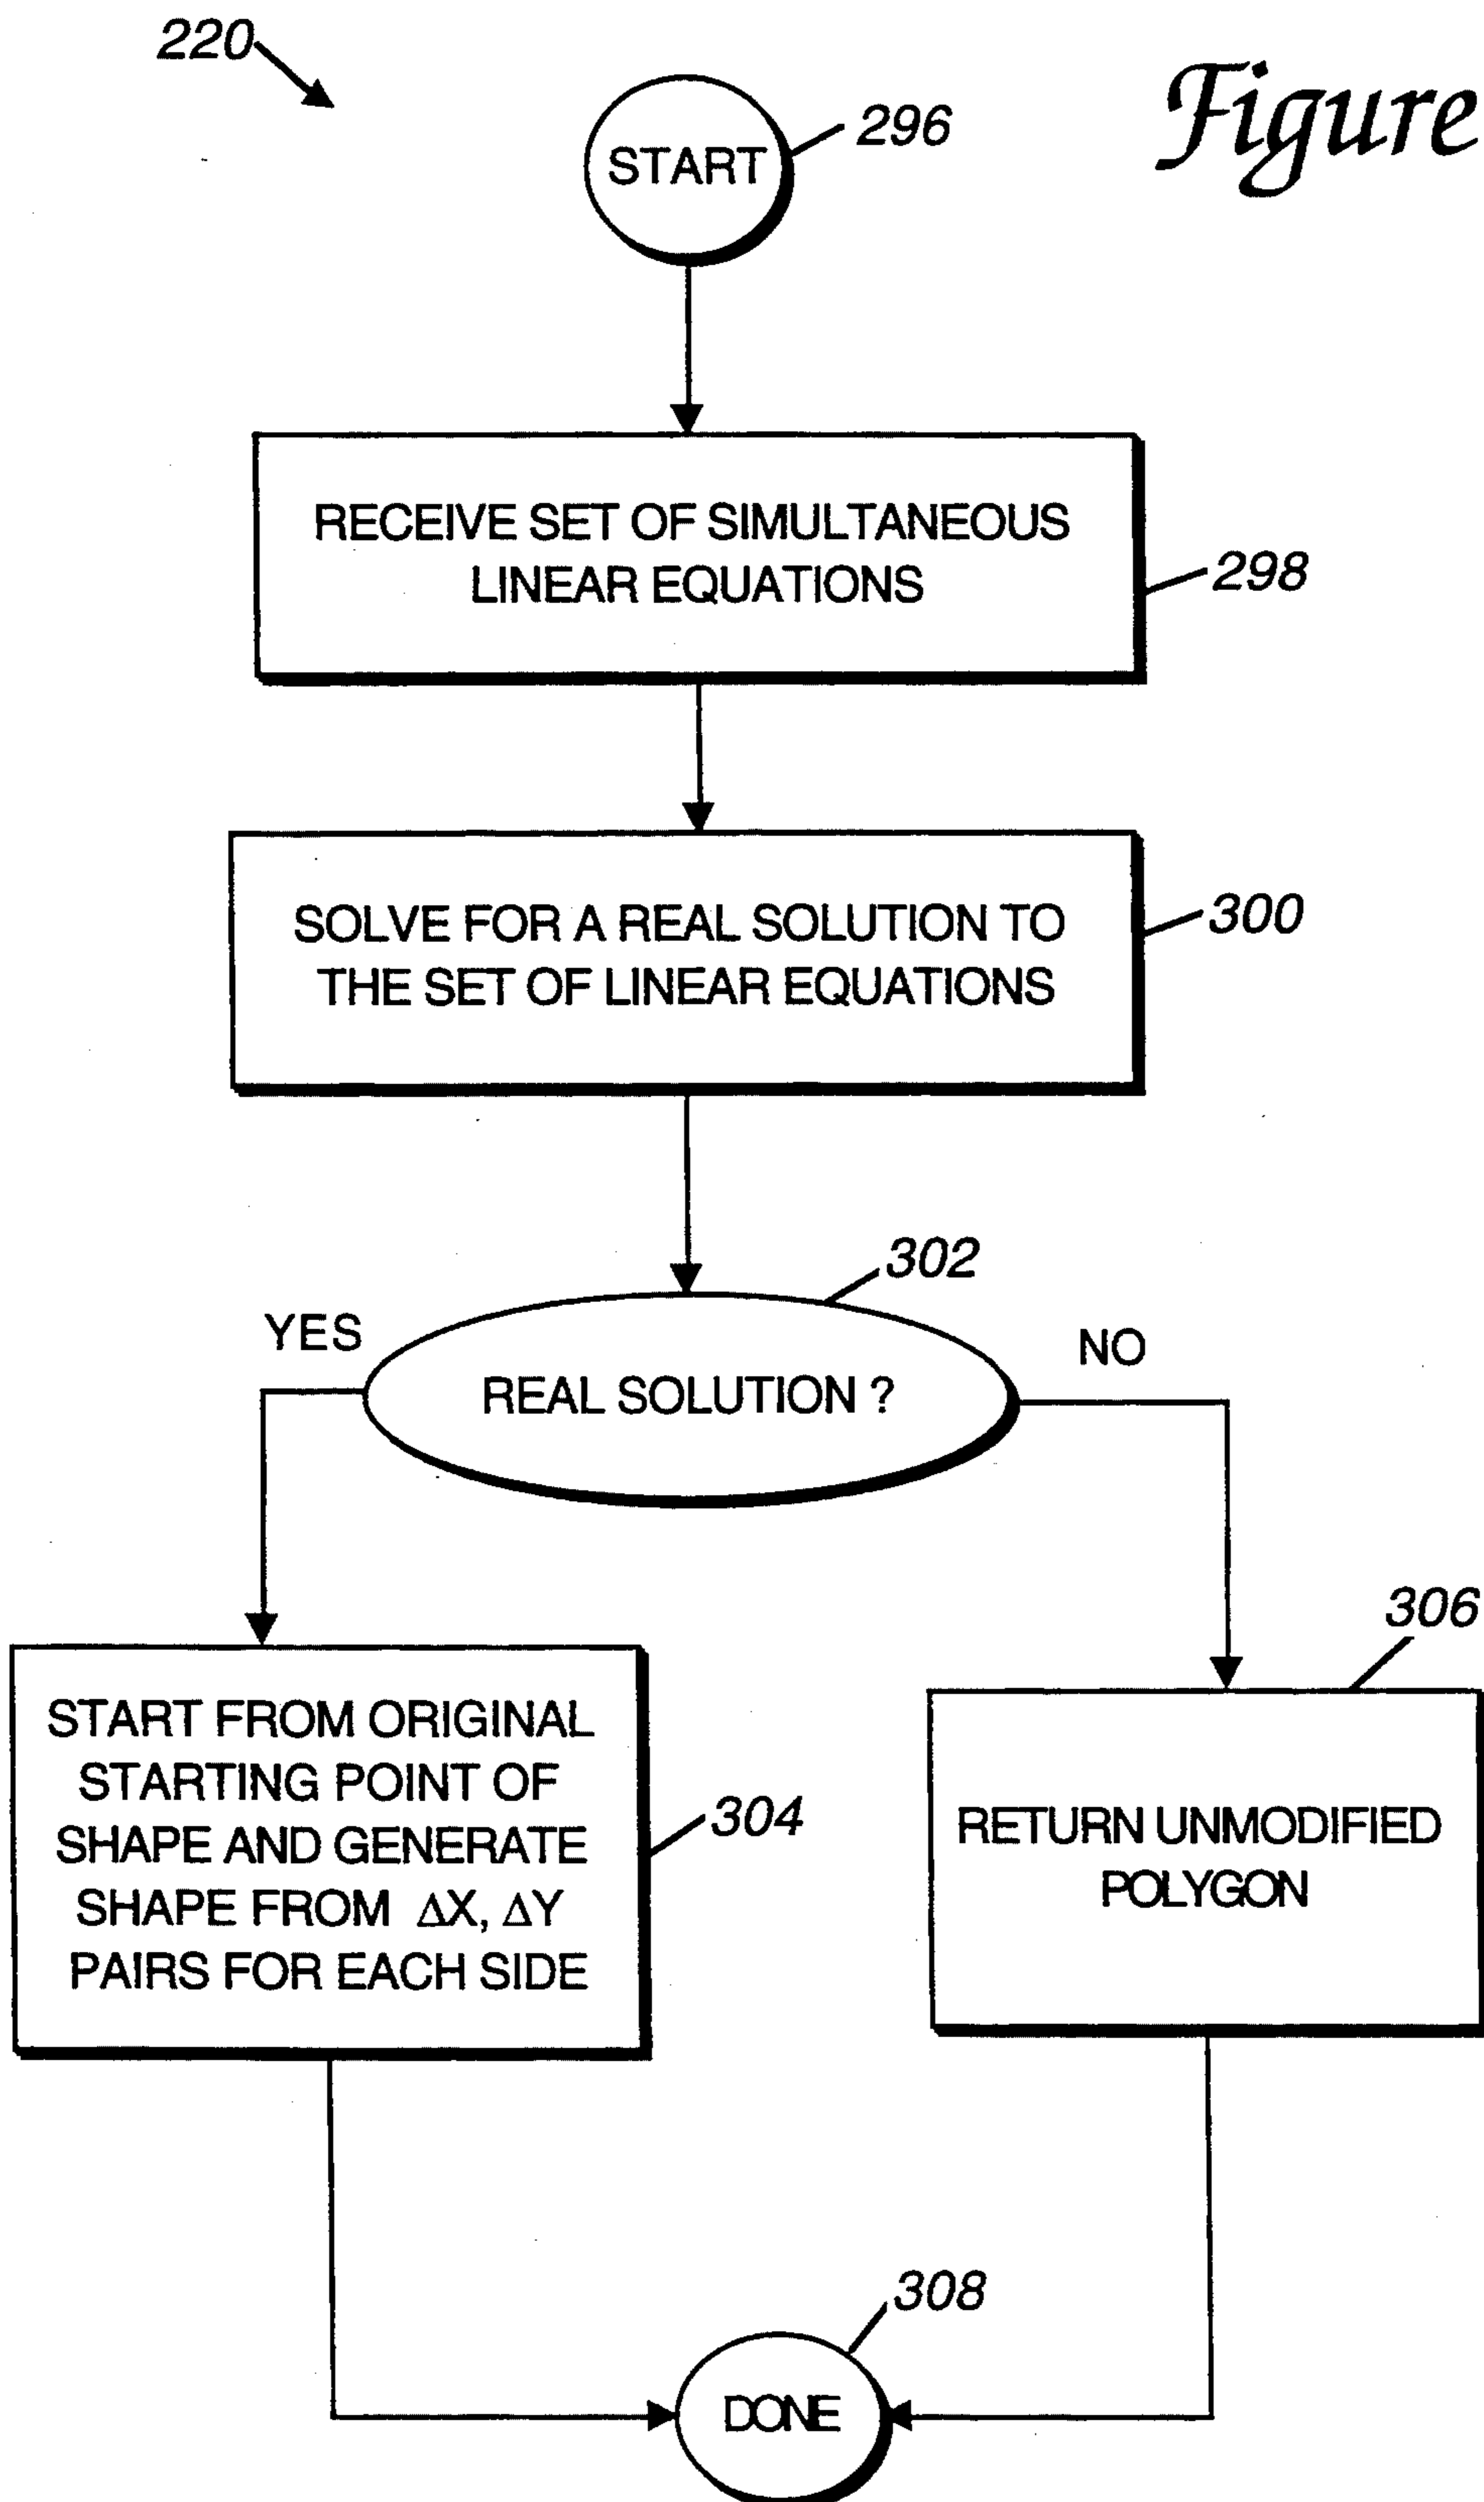 220
Figure
START
296
RECEIVE SET OF SIMULTANEOUS
LINEAR EQUATIONS
298
SOLVE FOR A REAL SOLUTION TO
THE SET OF LINEAR EQUATIONS
300
302
YES
NO
REAL SOLUTION ?
306
START FROM ORIGINAL
STARTING POINT OF
SHAPE AND GENERATE
SHAPE FROM ΔX, ΔY
PAIRS FOR EACH SIDE
304
RETURN UNMODIFIED
POLYGON
308
DONE